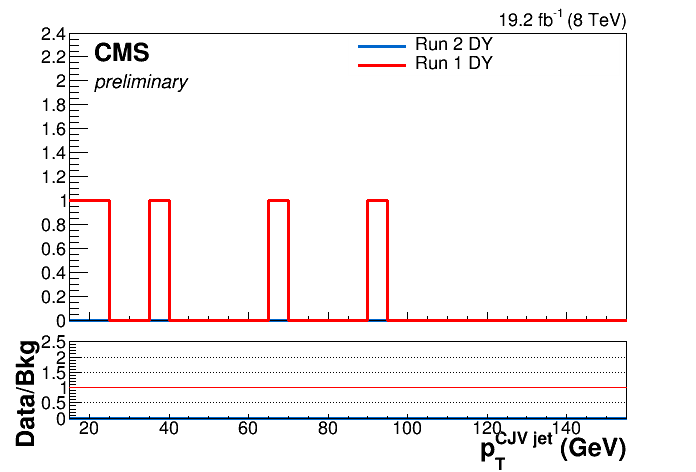 19.2 fb-1 (8 TeV)
CMS
preliminary
Run 2 DY
Run 1 DY
2.4
2.2
2
1.8
1.6
1.4
1.2
1
0.8
0.6
0.4
0.2
0
2.5
2
1.5
1
0.5
0
Data/Bkg
20 40 60 80 100 120 140
pT CJV jet (GeV)